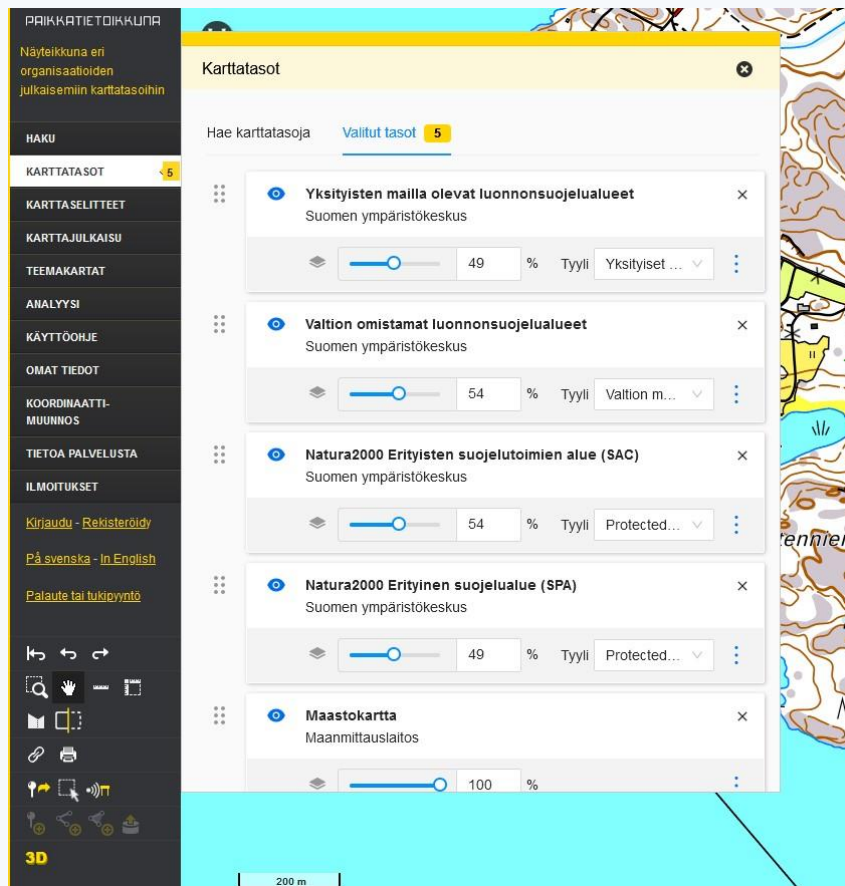 PAIKKATIETOIKKUNA
Näyteikkuna eri
organisaatioiden
julkaisemiin karttatasoihin
HAKU
KARTTATASOT 5
KARTTASELITTEET
KARTTAJULKAISU
TEEMAKARTAT
ANALYYSI
KÄYTTÖOHJE
OMAT TIEDOT
KOORDINAATTI-
MUUNNOS
TIETOA PALVELUSTA
ILMOITUKSET
Kirjaudu - Rekisteröidy
På svenska - In English
Palaute tai tukipyyntö
3D
Karttatasot
Hae karttatasoja Valitut tasot 5
Yksityisten mailla olevat luonnonsuojelualueet
Suomen ympäristökeskus
49 % Tyyli Yksityiset ...
Valtion omistamat luonnonsuojelualueet
Suomen ympäristökeskus
54 % Tyyli Valtion m...
Natura2000 Erityisten suojelutoimien alue (SAC)
Suomen ympäristökeskus
54 % Tyyli Protected...
Natura2000 Erityinen suojelualue (SPA)
Suomen ympäristökeskus
49 % Tyyli Protected...
Maastokartta
Maanmittauslaitos
100 %
200 m